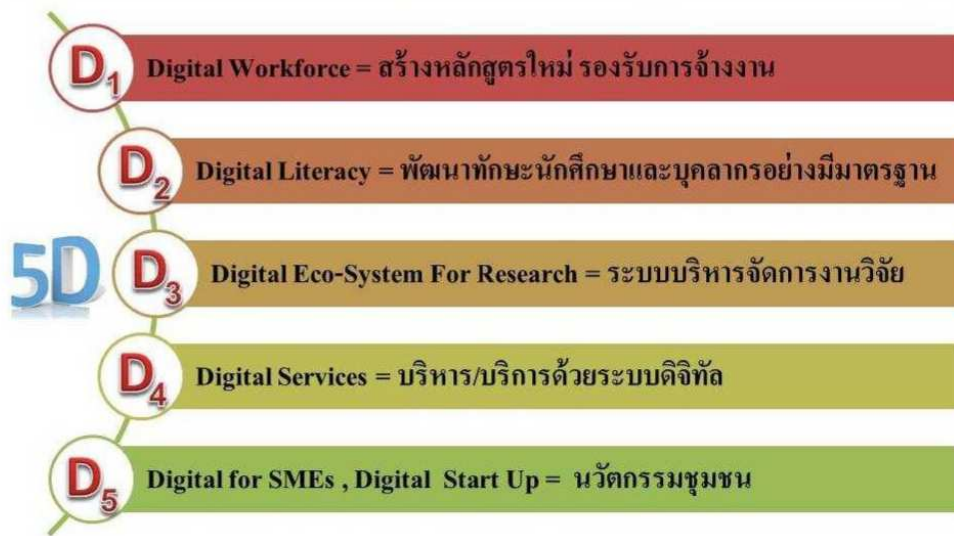 D1 Digital Workforce = สร้างหลักสูตรใหม่ รองรับการจ้างงาน
D2 Digital Literacy = พัฒนาทักษะนักศึกษาและบุคลากรอย่างมีมาตรฐาน
5D D3 Digital Eco-System For Research = ระบบบริหารจัดการงานวิจัย
D4 Digital Services = บริหาร/บริการด้วยระบบดิจิทัล
D5 Digital for SMEs , Digital Start Up = นวัตกรรมชุมชน